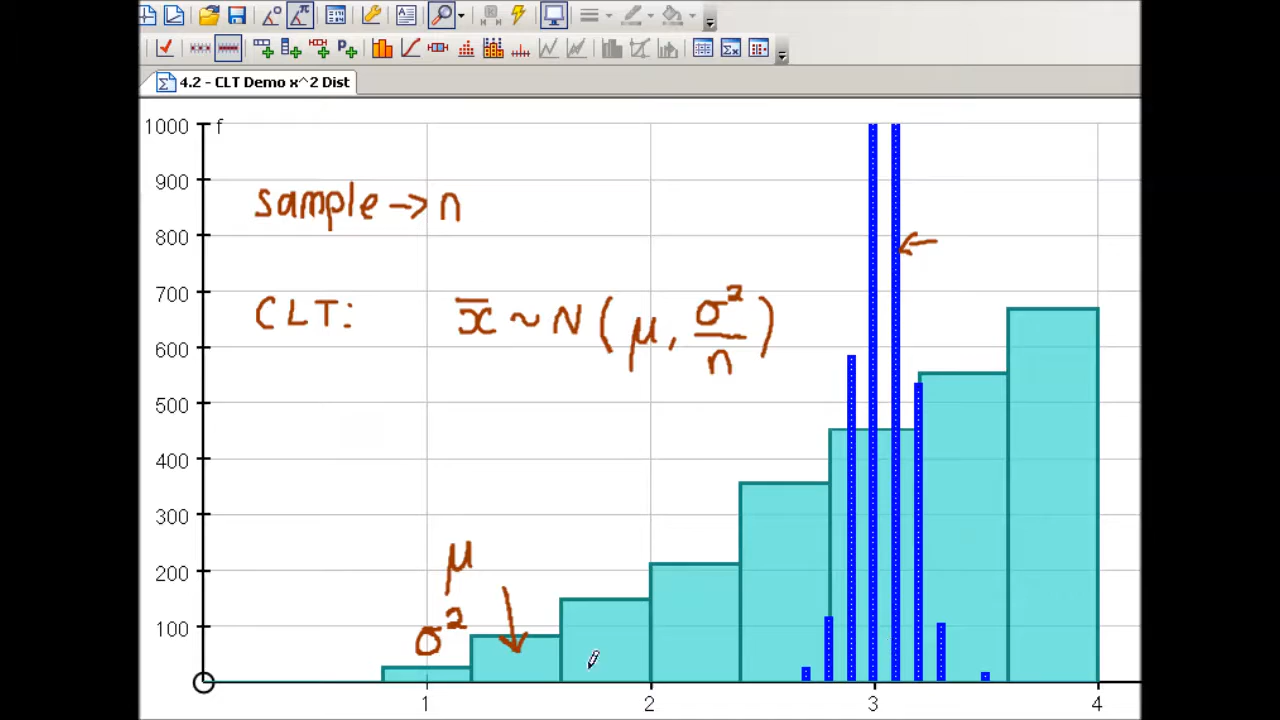 4.2 - CLT Demo x^2 Dist
1000 f
900
sample → n
800
700
CLT: x̄ ~ N (μ, σ²/n)
600
500
400
300
μ
200
σ²
100
1 2 3 4